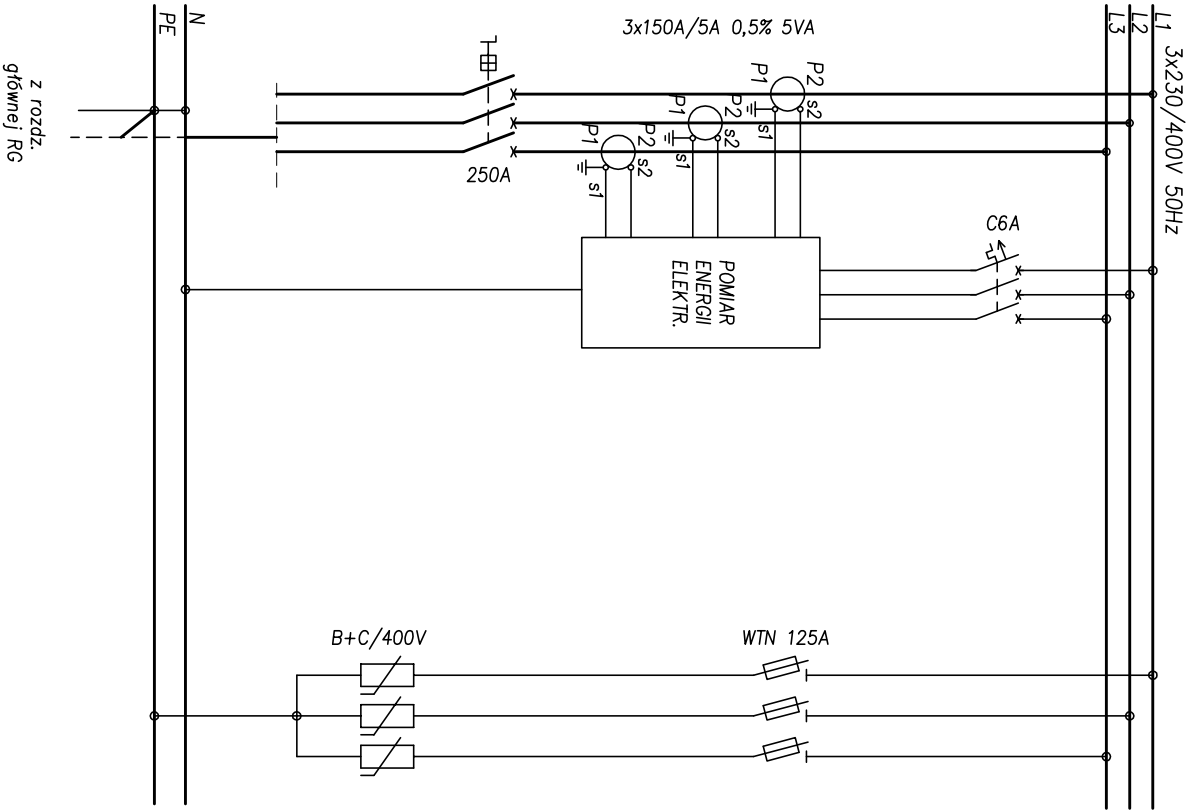 3x150A/5A 0,5% 5VA
L1
L2
L3
3x230/400V 50Hz
N
PE
z rozdz.
głównej RG
250A
P1
P2
s1
s2
P1
P2
s1
s2
P1
P2
s1
s2
C6A
POMIAR
ENERGII
ELEKTR.
B+C/400V
WTN 125A